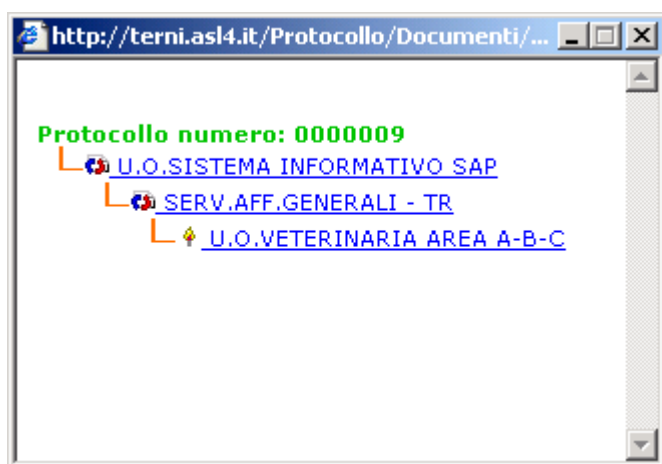 http://terni.asl4.it/Protocollo/Documenti/...
Protocollo numero: 0000009
U.O.SISTEMA INFORMATIVO SAP
SERV.AFF.GENERALI - TR
U.O.VETERINARIA AREA A-B-C